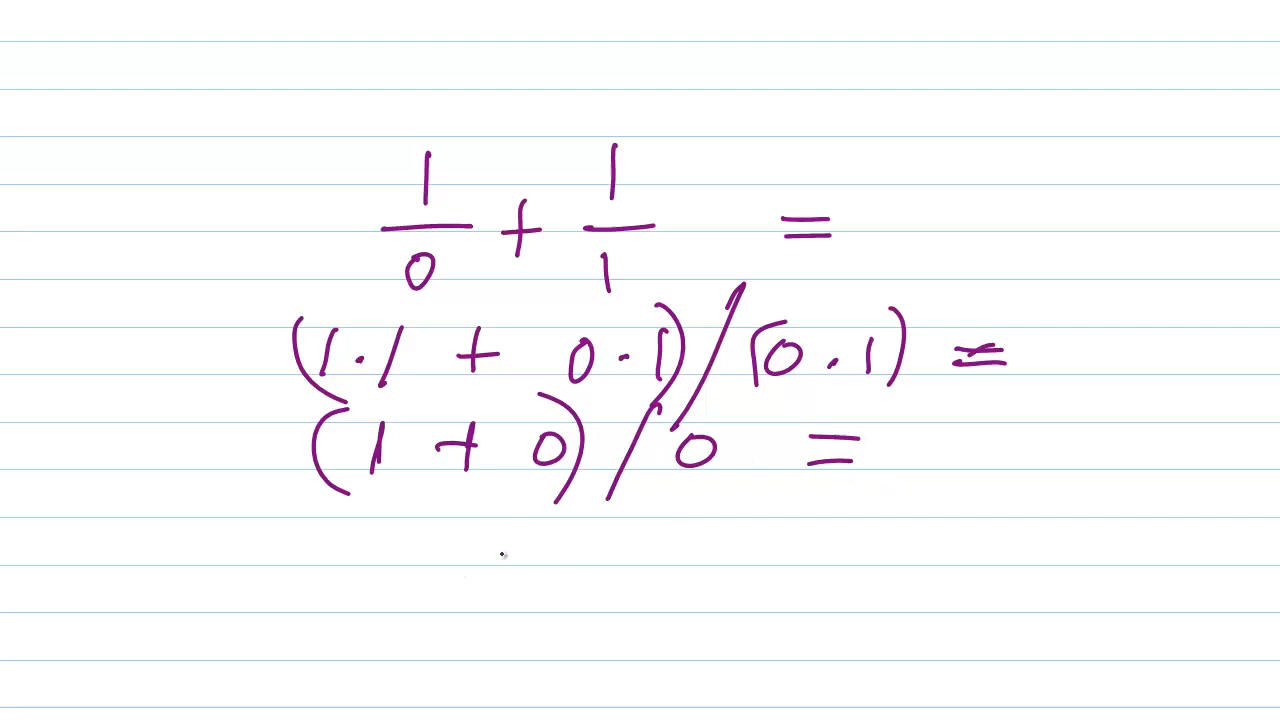 1/0 + 1/1 =
(1·1 + 0·1)/(0·1) =
(1 + 0)/0 =